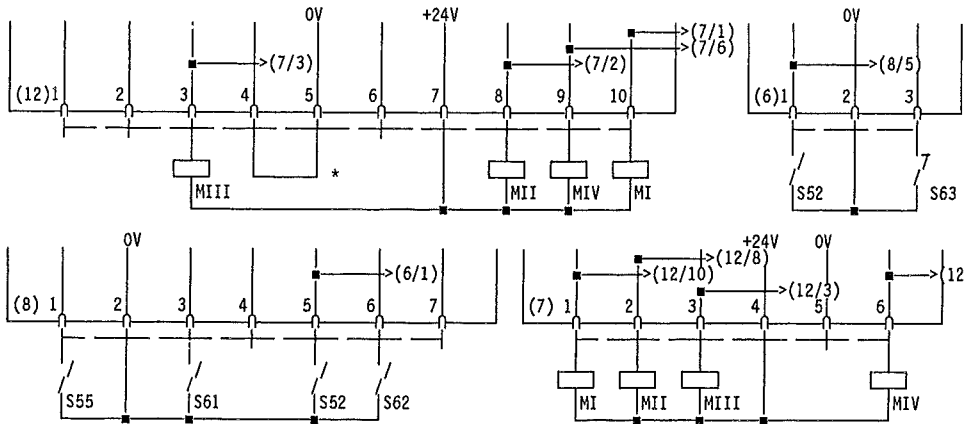 0V +24V
>(7/1)
>(7/6)
>(7/3) >(7/2)
(12)1 2 3 4 5 6 7 8 9 10
MIII * MII MIV MI
0V
>(8/5)
(6)1 2 3
S52 S63
0V
>(6/1)
(8) 1 2 3 4 5 6 7
S55 S61 S52 S62
+24V 0V
>(12/8)
>(12/10) >(12
>(12/3)
(7) 1 2 3 4 5 6
MI MII MIII MIV